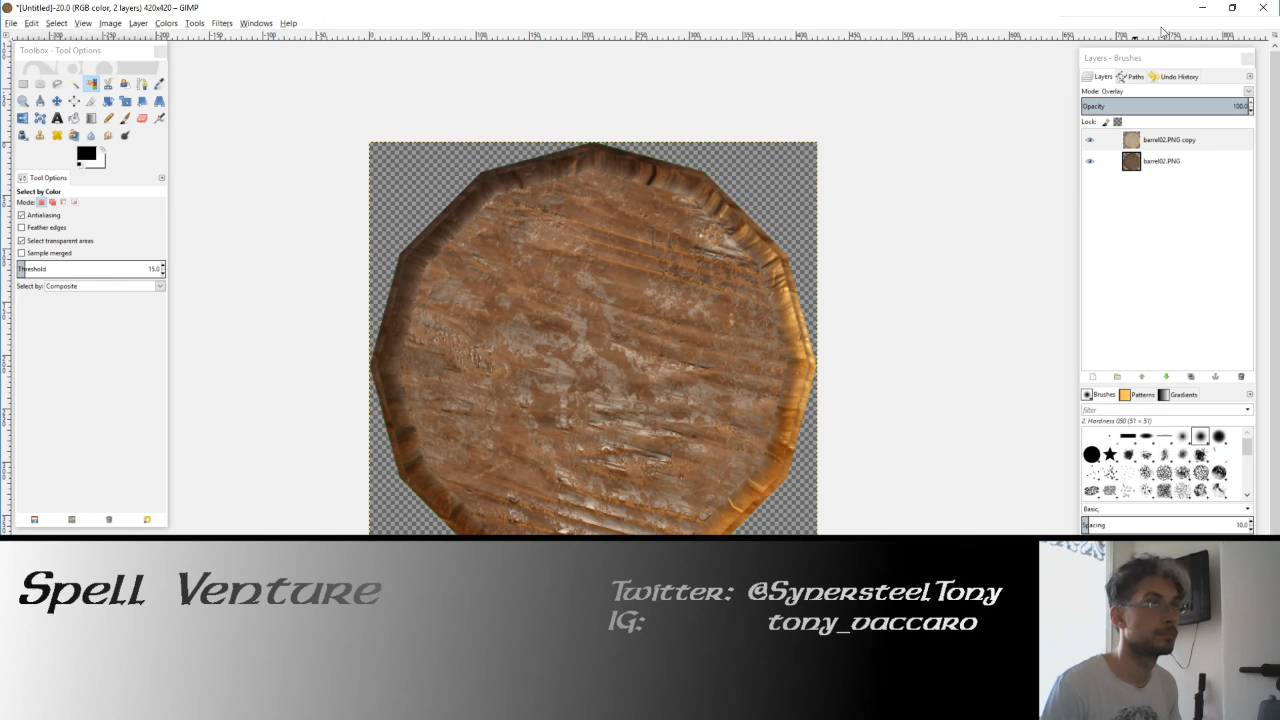 *[Untitled]-20.0 (RGB color, 2 layers) 420x420 – GIMP
File Edit Select View Image Layer Colors Tools Filters Windows Help
Toolbox - Tool Options
Tool Options
Select by Color
Mode:
Antialiasing
Feather edges
Select transparent areas
Sample merged
Threshold 15.0
Select by: Composite
Layers - Brushes
Layers Paths Undo History
Mode: Overlay
Opacity 100.0
Lock:
barrel02.PNG copy
barrel02.PNG
Brushes Patterns Gradients
filter
2. Hardness 050 (51 × 51)
Basic,
Spacing 10.0
Spell Venture
Twitter: @SynersteelTony
IG: tony_vaccaro